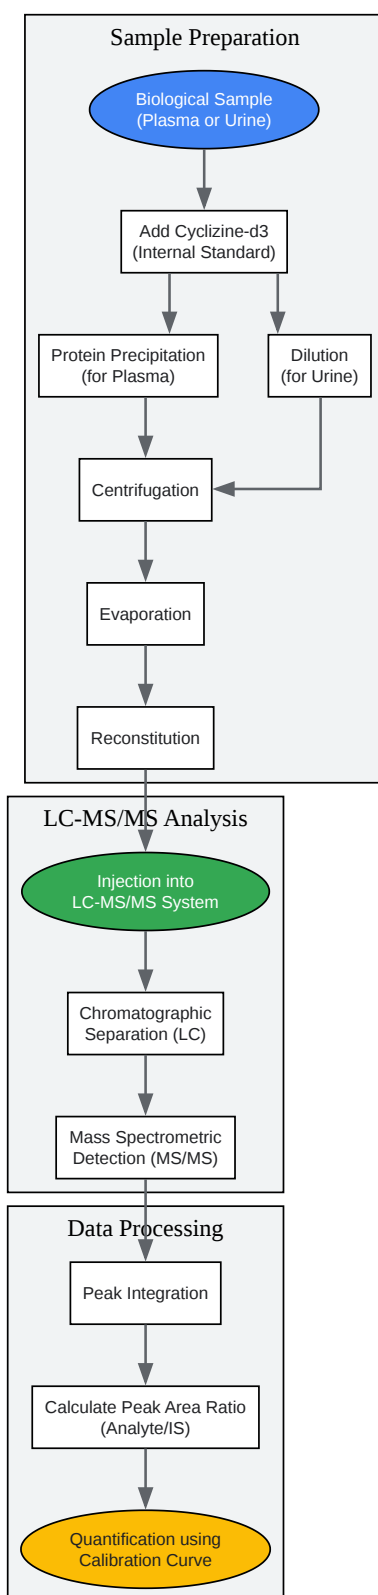 Sample Preparation
Biological Sample
(Plasma or Urine)
Add Cyclizine-d3
(Internal Standard)
Protein Precipitation
(for Plasma)
Dilution
(for Urine)
Centrifugation
Evaporation
Reconstitution
LC-MS/MS Analysis
Injection into
LC-MS/MS System
Chromatographic
Separation (LC)
Mass Spectrometric
Detection (MS/MS)
Data Processing
Peak Integration
Calculate Peak Area Ratio
(Analyte/IS)
Quantification using
Calibration Curve